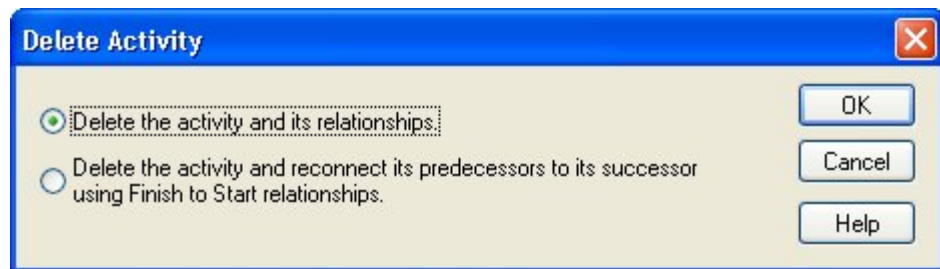 Delete Activity
Delete the activity and its relationships.
OK
Delete the activity and reconnect its predecessors to its successor
using Finish to Start relationships.
Cancel
Help